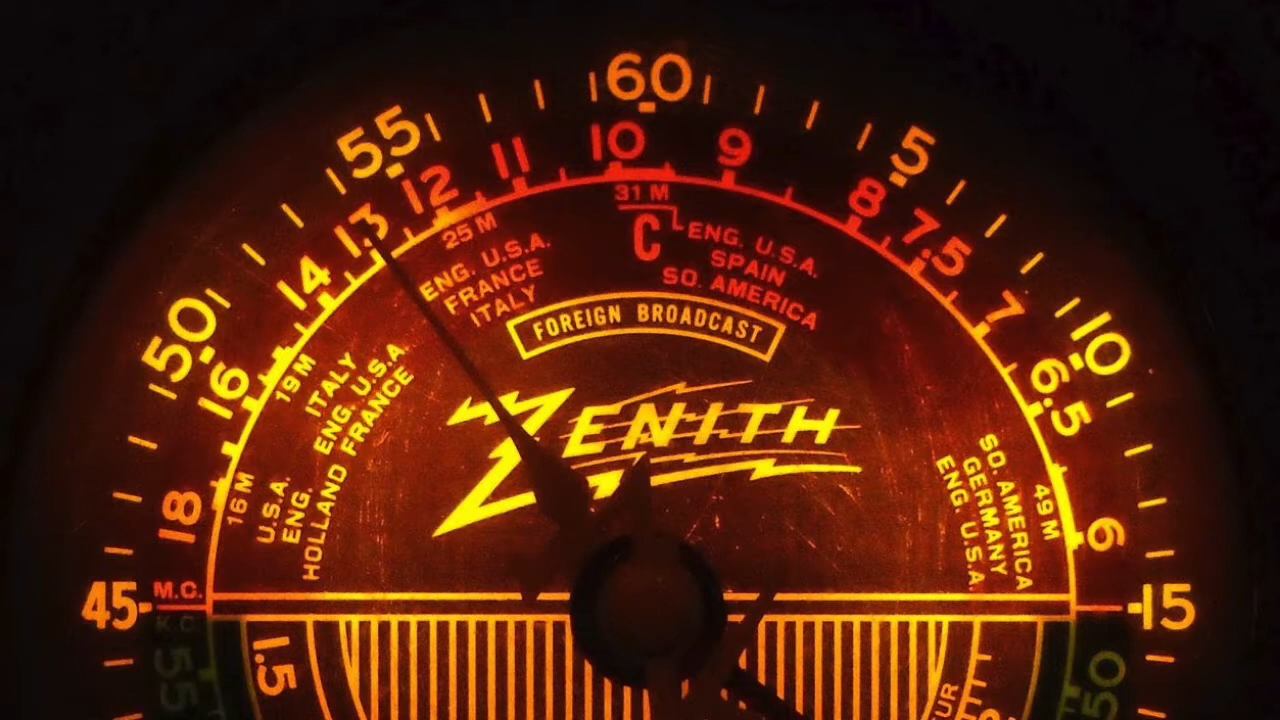 60
55
5
50
10
45
15
13
12
11
10
9
8
7.5
7
6.5
6
14
16
18
31 M
C
ENG. U.S.A.
SPAIN
SO. AMERICA
25 M
ENG. U.S.A.
FRANCE
ITALY
FOREIGN BROADCAST
ZENITH
19 M
ITALY
ENG. U.S.A
HOLLAND FRANCE
16 M
U.S.A.
ENG.
49 M
SO. AMERICA
GERMANY
ENG. U.S.A.
M.C.
K.C.
55
1.5
50